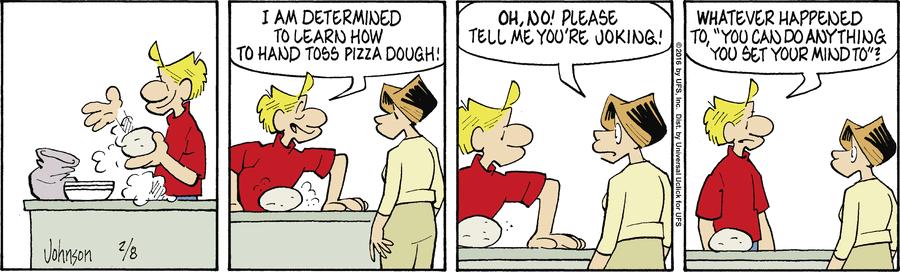 Johnson 2/8
I AM DETERMINED
TO LEARN HOW
TO HAND TOSS PIZZA DOUGH!
OH, NO! PLEASE
TELL ME YOU'RE JOKING!
©2016 by UFS, Inc. Dist. by Universal Uclick for UFS
WHATEVER HAPPENED
TO, "YOU CAN DO ANYTHING
YOU SET YOUR MIND TO"?